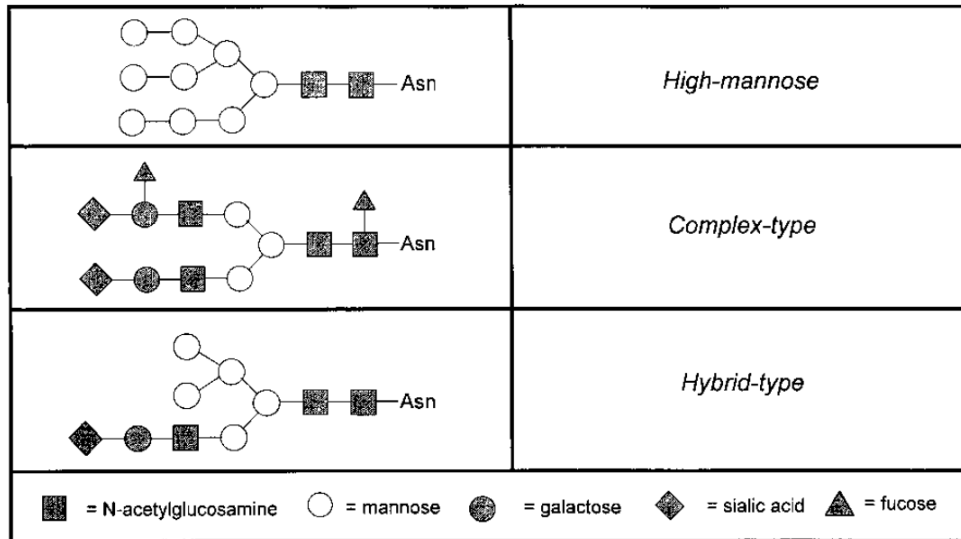 Asn
High-mannose
Asn
Complex-type
Asn
Hybrid-type
= N-acetylglucosamine = mannose = galactose = sialic acid = fucose